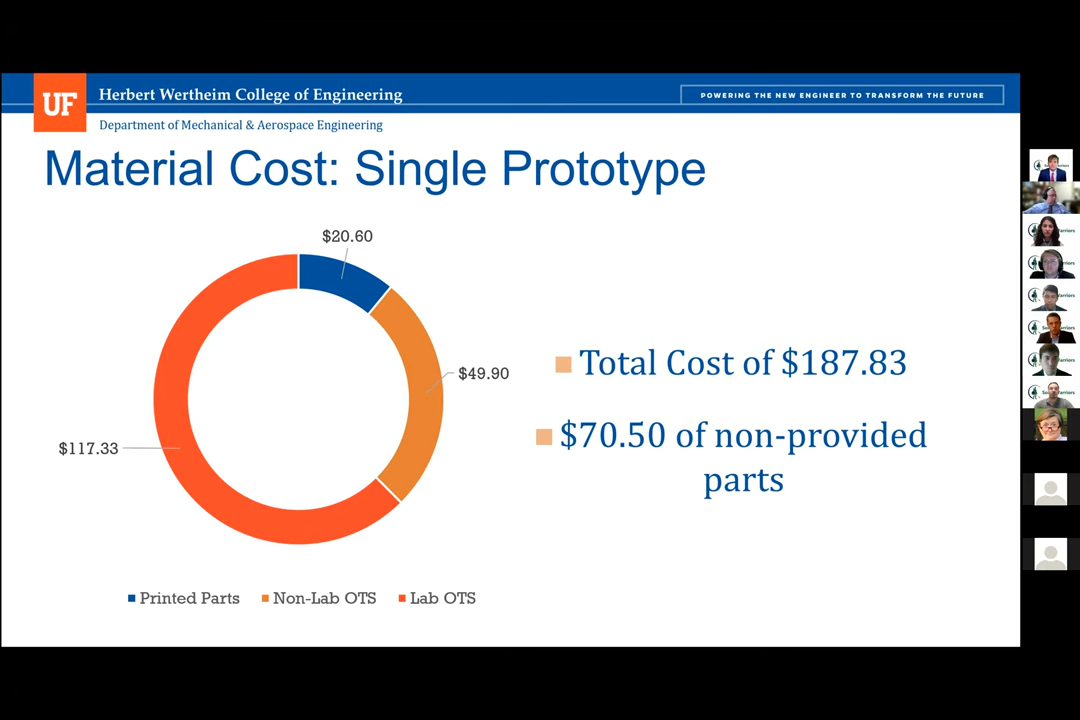 UF
Herbert Wertheim College of Engineering
POWERING THE NEW ENGINEER TO TRANSFORM THE FUTURE
Department of Mechanical & Aerospace Engineering
Material Cost: Single Prototype
$20.60
$49.90
$117.33
Total Cost of $187.83
$70.50 of non-provided
parts
Printed Parts
Non-Lab OTS
Lab OTS